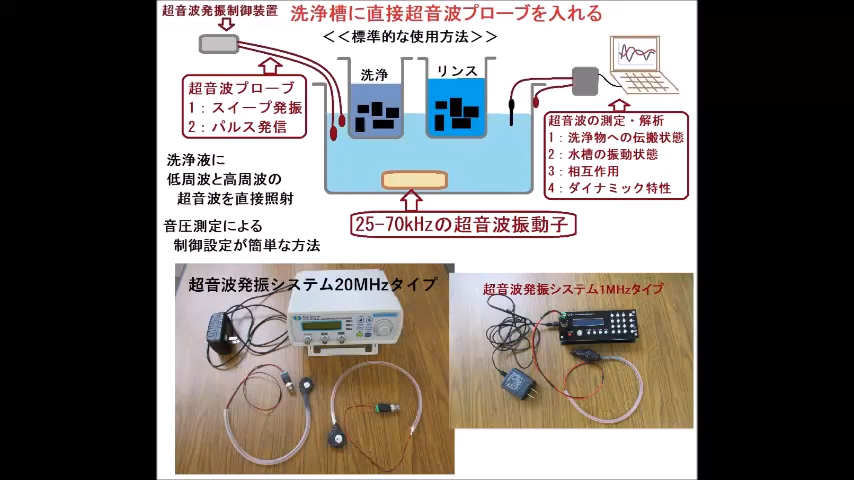 超音波発振制御装置
洗浄槽に直接超音波プローブを入れる
<<標準的な使用方法>>
洗浄
リンス
超音波プローブ
1:スイープ発振
2:パルス発信
超音波の測定・解析
1:洗浄物への伝搬状態
2:水槽の振動状態
3:相互作用
4:ダイナミック特性
洗浄液に
低周波と高周波の
超音波を直接照射
音圧測定による
制御設定が簡単な方法
25-70kHzの超音波振動子
超音波発振システム20MHzタイプ
超音波発振システム1MHzタイプ